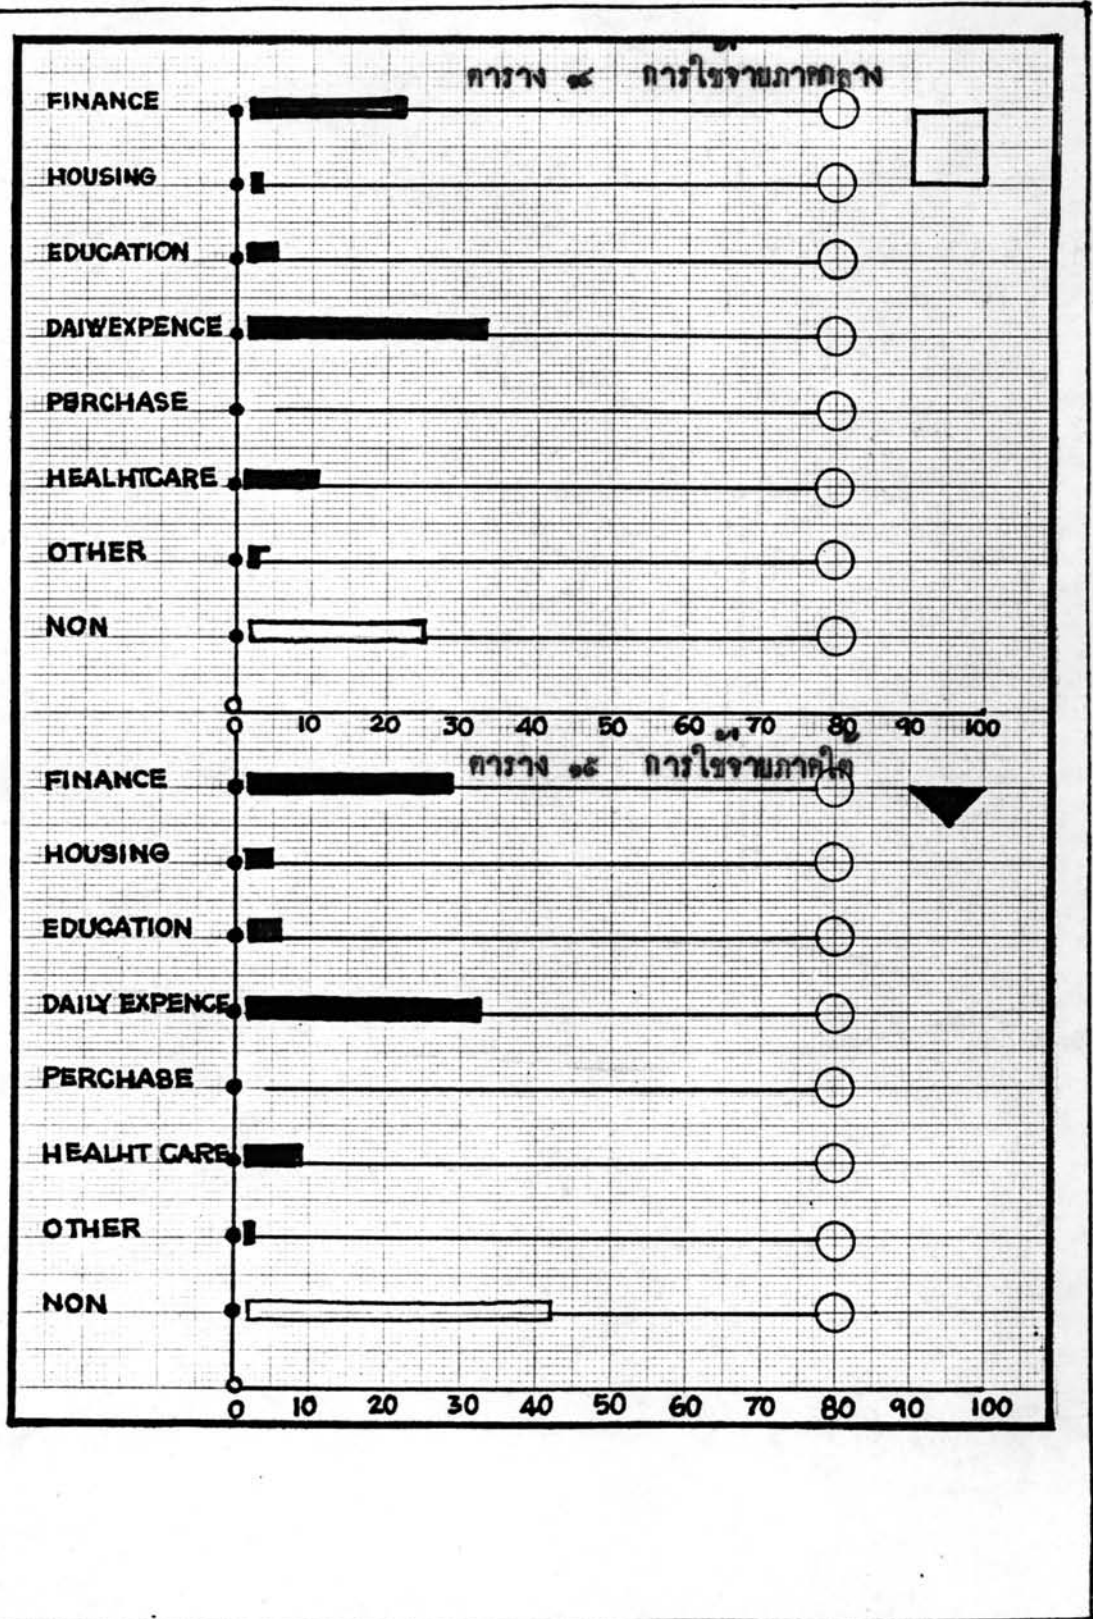 ตาราง ๑๔ การใช้จ่ายภาคกลาง
FINANCE
HOUSING
EDUCATION
DAIWEXPENCE
PERCHASE
HEALHTCARE
OTHER
NON
0 10 20 30 40 50 60 70 80 90 100
ตาราง ๑๕ การใช้จ่ายภาคใต้
FINANCE
HOUSING
EDUCATION
DAILY EXPENCE
PERCHASE
HEALHT CARE
OTHER
NON
0 10 20 30 40 50 60 70 80 90 100